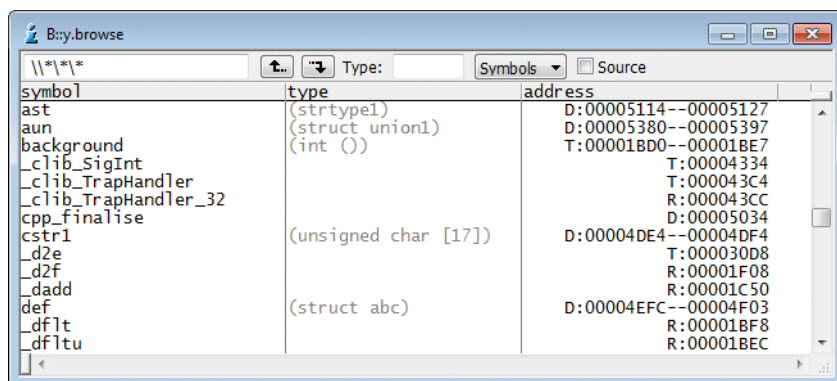 B::y.browse
\\*\*\* t.. Type: Symbols Source
symbol type address
ast (strtype1) D:00005114--00005127
aun (struct union1) D:00005380--00005397
background (int ()) T:00001BD0--00001BE7
_clib_SigInt T:00004334
_clib_TrapHandler T:000043C4
_clib_TrapHandler_32 R:000043CC
cpp_finalise D:00005034
cstr1 (unsigned char [17]) D:00004DE4--00004DF4
_d2e T:000030D8
_d2f R:00001F08
_dadd R:00001C50
def (struct abc) D:00004EFC--00004F03
_dflt R:00001BF8
_dfltu R:00001BEC